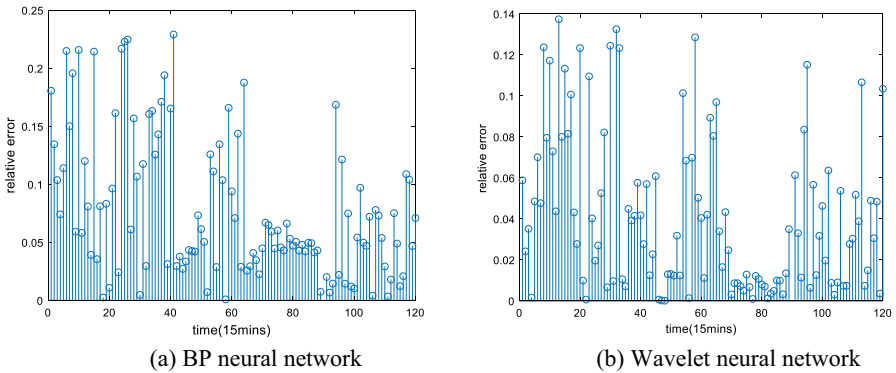 0.25
0.2
0.15
0.1
0.05
0
relative error
0 20 40 60 80 100 120
time(15mins)
(a) BP neural network
0.14
0.12
0.1
0.08
0.06
0.04
0.02
0
relative error
0 20 40 60 80 100 120
time(15mins)
(b) Wavelet neural network